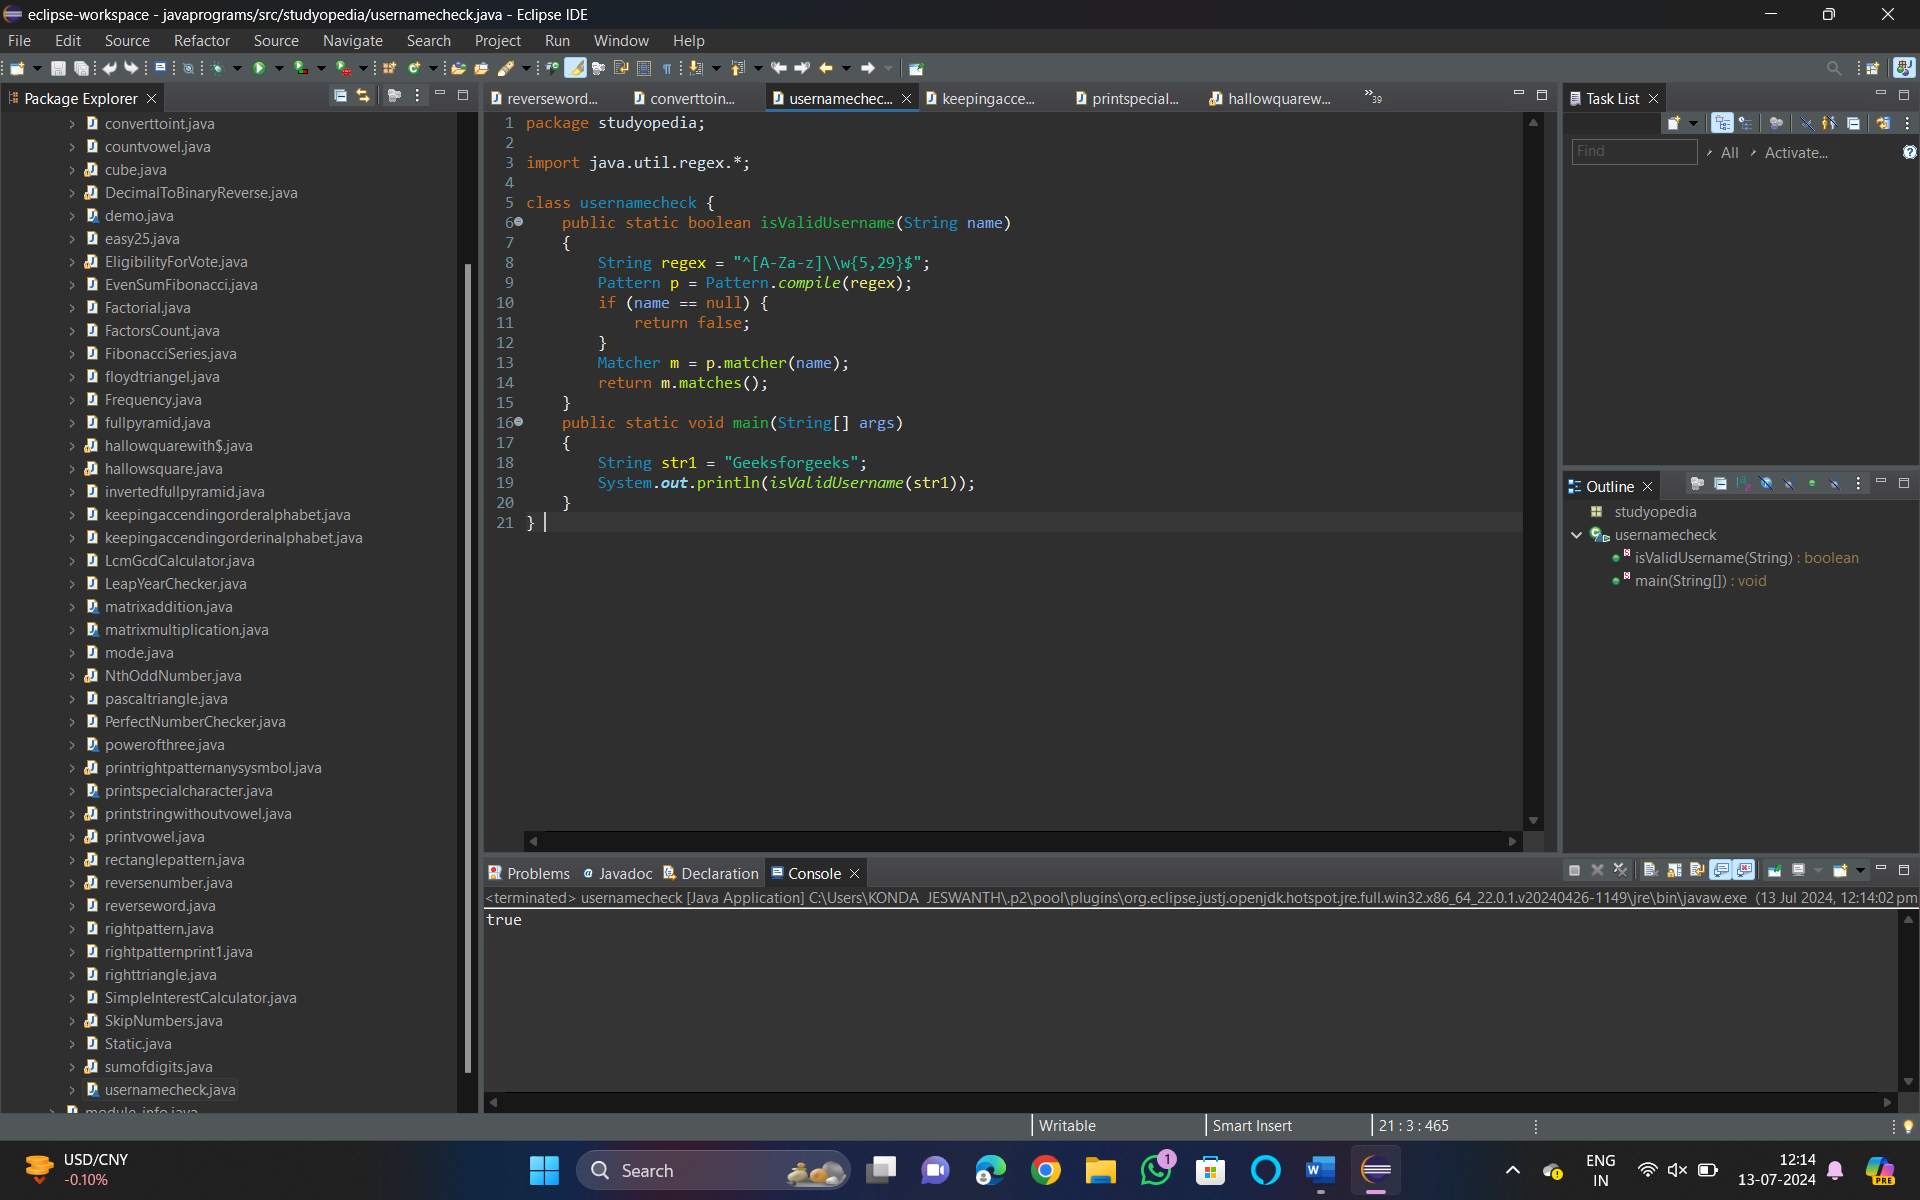 eclipse-workspace - javaprograms/src/studyopedia/usernamecheck.java - Eclipse IDE
File Edit Source Refactor Source Navigate Search Project Run Window Help
Package Explorer
converttoint.java
countvowel.java
cube.java
DecimalToBinaryReverse.java
demo.java
easy25.java
EligibilityForVote.java
EvenSumFibonacci.java
Factorial.java
FactorsCount.java
FibonacciSeries.java
floydtriangel.java
Frequency.java
fullpyramid.java
hallowquarewith$.java
hallowsquare.java
invertedfullpyramid.java
keepingaccendingorderalphabet.java
keepingaccendingorderinalphabet.java
LcmGcdCalculator.java
LeapYearChecker.java
matrixaddition.java
matrixmultiplication.java
mode.java
NthOddNumber.java
pascaltriangle.java
PerfectNumberChecker.java
powerofthree.java
printrightpatternanysysmbol.java
printspecialcharacter.java
printstringwithoutvowel.java
printvowel.java
rectanglepattern.java
reversenumber.java
reverseword.java
rightpattern.java
rightpatternprint1.java
righttriangle.java
SimpleInterestCalculator.java
SkipNumbers.java
Static.java
sumofdigits.java
usernamecheck.java
module-info.java
reverseword... converttoin... usernamechec... keepingacce... printspecial... hallowquarew... »39
1 package studyopedia;
2
3 import java.util.regex.*;
4
5 class usernamecheck {
6 public static boolean isValidUsername(String name)
7 {
8 String regex = "^[A-Za-z]\\w{5,29}$";
9 Pattern p = Pattern.compile(regex);
10 if (name == null) {
11 return false;
12 }
13 Matcher m = p.matcher(name);
14 return m.matches();
15 }
16 public static void main(String[] args)
17 {
18 String str1 = "Geeksforgeeks";
19 System.out.println(isValidUsername(str1));
20 }
21 }
Task List
Find All Activate...
Outline
studyopedia
usernamecheck
isValidUsername(String) : boolean
main(String[]) : void
Problems @ Javadoc Declaration Console
<terminated> usernamecheck [Java Application] C:\Users\KONDA JESWANTH\.p2\pool\plugins\org.eclipse.justj.openjdk.hotspot.jre.full.win32.x86_64_22.0.1.v20240426-1149\jre\bin\javaw.exe (13 Jul 2024, 12:14:02 pm
true
Writable Smart Insert 21 : 3 : 465
USD/CNY
-0.10%
Search
1
ENG
IN
12:14
13-07-2024
PRE